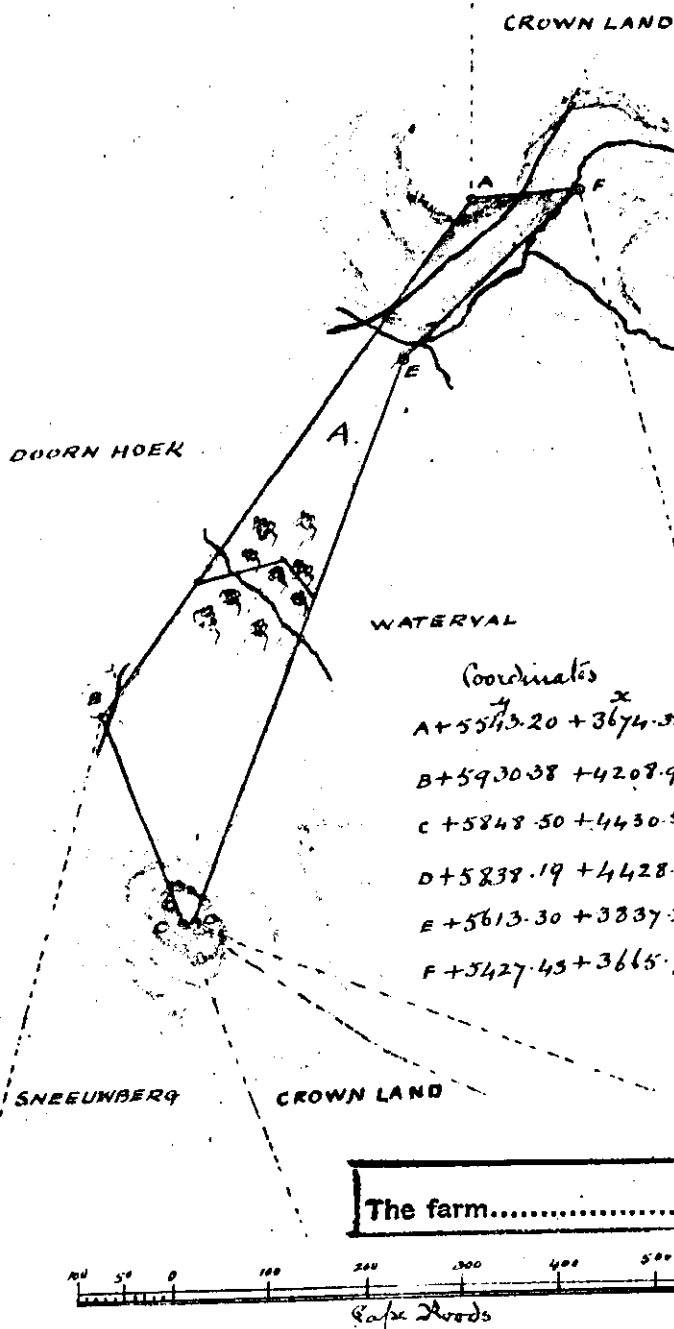 CROWN LAND
A
F
E
A.
DOORN HOEK
WATERVAL
B
Coordinates
y x
A+5543.20 +3674.3
B+5930.38 +4208.9
C+5848.50 +4430.
D+5838.19 +4428.
E+5613.30 +3837.
F+5427.43+3665.
C
D
SNEEUWBERG
CROWN LAND
The farm....................
100 50 0 100 200 300 400 500
Cape Roods